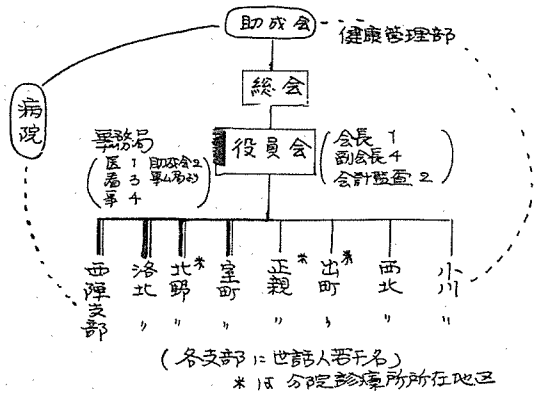 助成会
健康管理部
総会
病院
事務局
医 1 助成会2
看 3
事 4
役員会
会長 1
副会長 4
会計監査 2
西陣支部
洛北 〃
北野 〃 *
室町 〃
正親 〃 *
出町 〃 *
西北 〃
小川 〃
(各支部に世話人若干名)
*は分院診療所所在地区